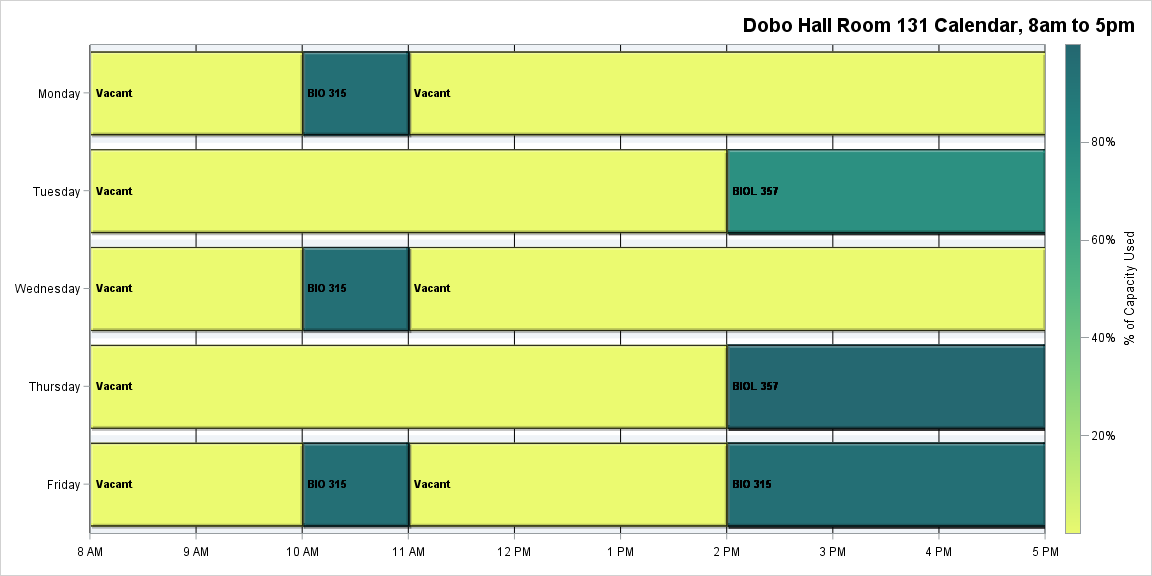 Dobo Hall Room 131 Calendar, 8am to 5pm
Monday Vacant BIO 315 Vacant
80%
Tuesday Vacant BIOL 357
60%
% of Capacity Used
Wednesday Vacant BIO 315 Vacant
40%
Thursday Vacant BIOL 357
20%
Friday Vacant BIO 315 Vacant BIO 315
8 AM 9 AM 10 AM 11 AM 12 PM 1 PM 2 PM 3 PM 4 PM 5 PM